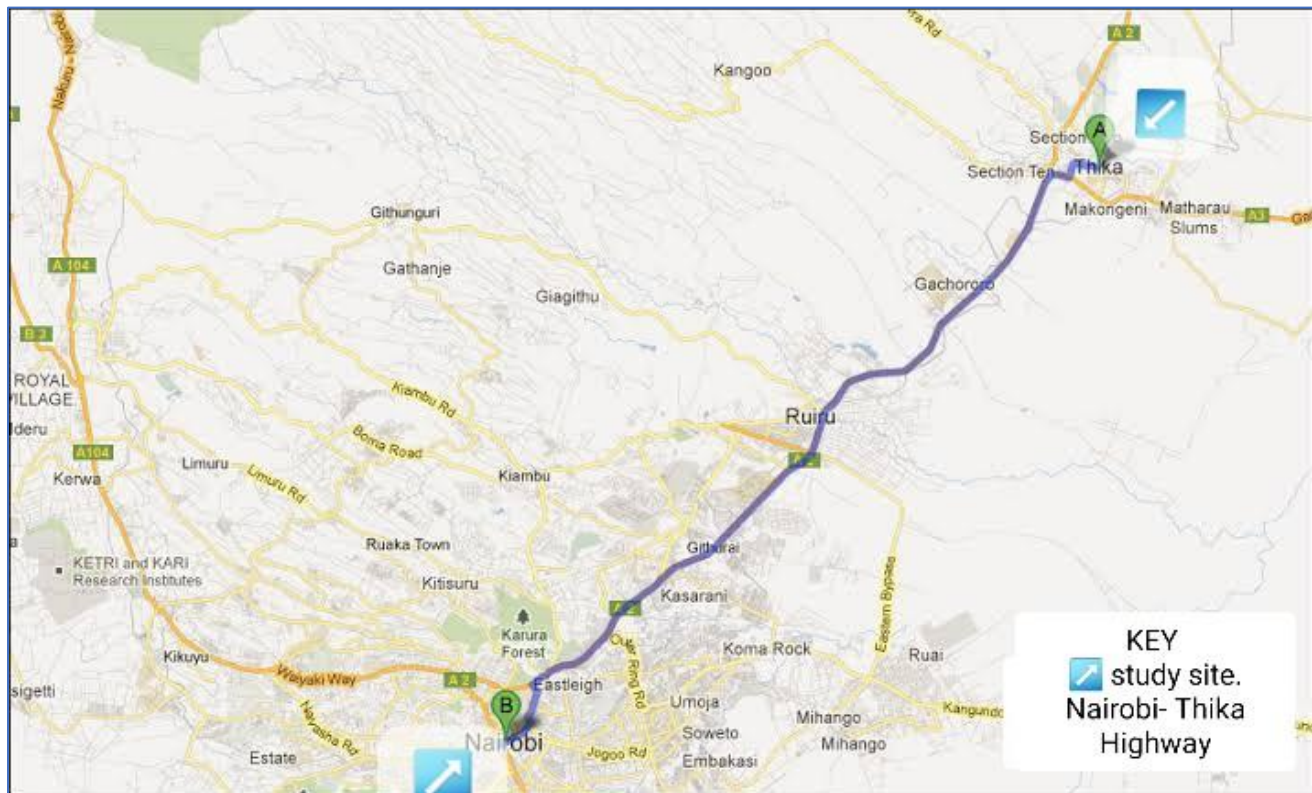 A 2
Kangoo
A
Section
Section Ten
Thika
Githunguri
Makongeni
Matharau
Slums
A3
A 104
Gathanje
Gachororo
Giagithu
B 3
ROYAL
VILLAGE
Kiambu Rd
Ruiru
Boma Road
A104
Limuru
Kerwa
Limuru Rd
Kiambu
Ruaka Town
Githurai
KETRI and KARI
Research Institutes
Kitisuru
Kasarani
Eastern Bypass
A 2
Karura
Forest
Outer Ring Rd
Koma Rock
Ruai
Kikuyu
Waiyaki Way
A 2
Eastleigh
B
Umoja
Naivasha Rd
Nairobi
Mihango
Soweto
Mihango
Estate
Jogoo Rd
Embakasi
KEY
study site.
Nairobi- Thika
Highway